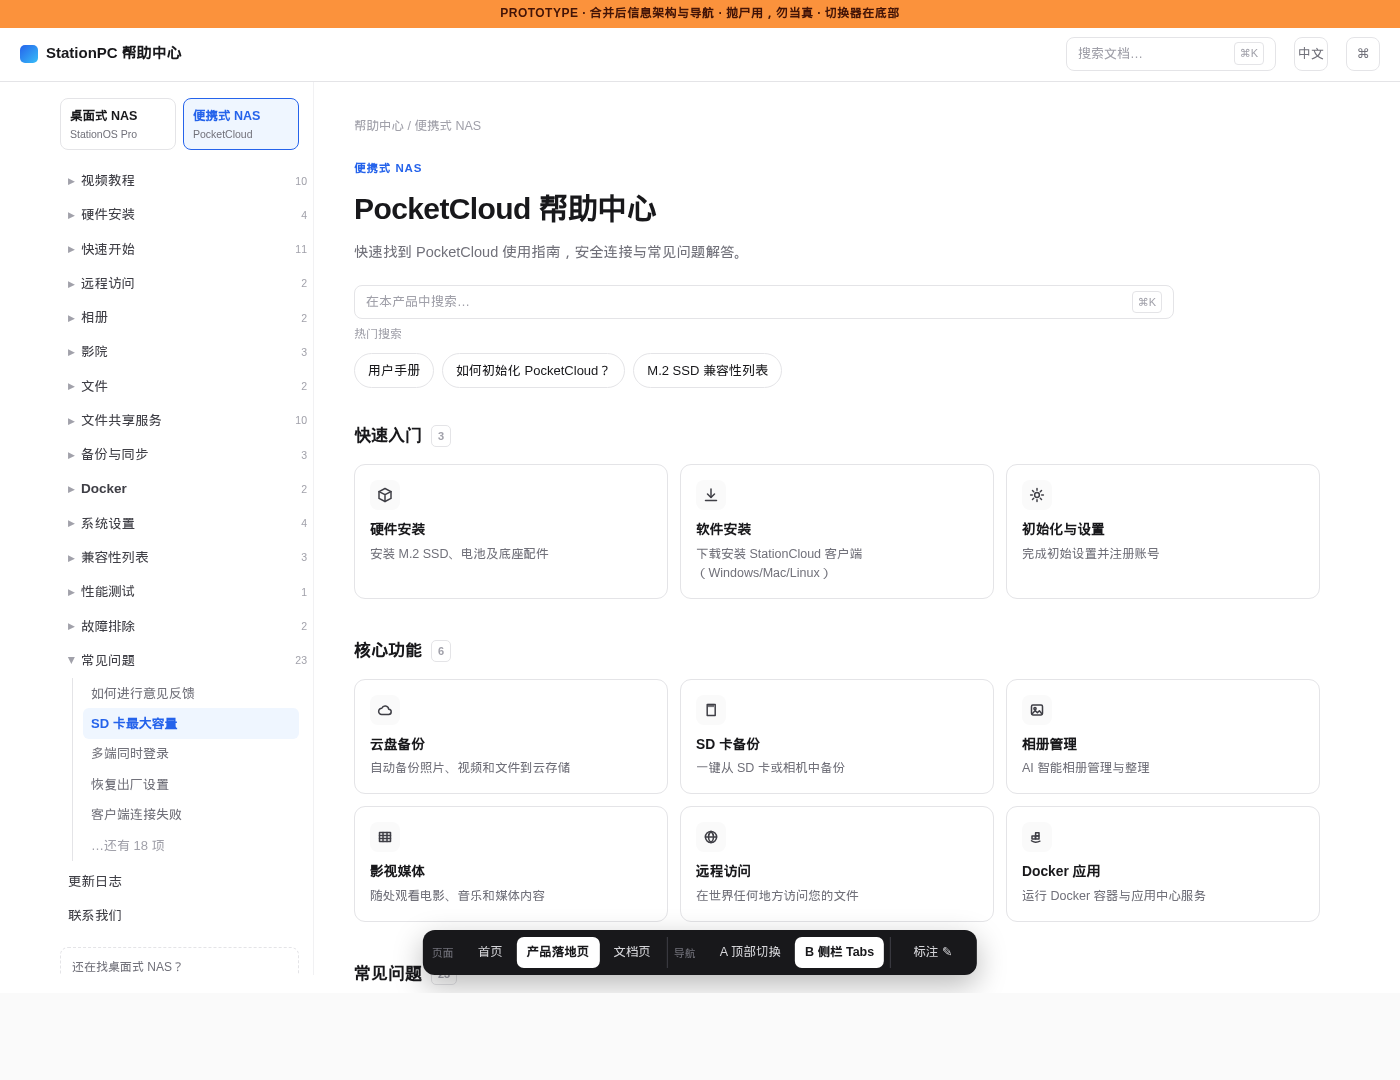 PROTOTYPE · 合并后信息架构与导航 · 抛尸用，勿当真 · 切换器在底部
StationPC 帮助中心
搜索文档… ⌘K
中文
⌘
桌面式 NAS
StationOS Pro
便携式 NAS
PocketCloud
▶ 视频教程 10
▶ 硬件安装 4
▶ 快速开始 11
▶ 远程访问 2
▶ 相册 2
▶ 影院 3
▶ 文件 2
▶ 文件共享服务 10
▶ 备份与同步 3
▶ Docker 2
▶ 系统设置 4
▶ 兼容性列表 3
▶ 性能测试 1
▶ 故障排除 2
▼ 常见问题 23
如何进行意见反馈
SD 卡最大容量
多端同时登录
恢复出厂设置
客户端连接失败
…还有 18 项
更新日志
联系我们
还在找桌面式 NAS？
帮助中心 / 便携式 NAS
便携式 NAS
PocketCloud 帮助中心
快速找到 PocketCloud 使用指南，安全连接与常见问题解答。
在本产品中搜索… ⌘K
热门搜索
用户手册
如何初始化 PocketCloud？
M.2 SSD 兼容性列表
快速入门 3
硬件安装
安装 M.2 SSD、电池及底座配件
软件安装
下载安装 StationCloud 客户端
（Windows/Mac/Linux）
初始化与设置
完成初始设置并注册账号
核心功能 6
云盘备份
自动备份照片、视频和文件到云存储
SD 卡备份
一键从 SD 卡或相机中备份
相册管理
AI 智能相册管理与整理
影视媒体
随处观看电影、音乐和媒体内容
远程访问
在世界任何地方访问您的文件
Docker 应用
运行 Docker 容器与应用中心服务
常见问题 23
页面 首页 产品落地页 文档页 导航 A 顶部切换 B 侧栏 Tabs 标注 ✎